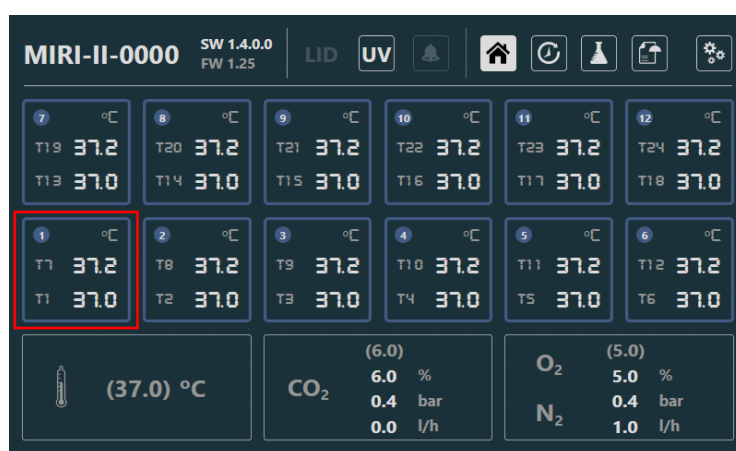 MIRI-II-0000 SW 1.4.0.0 LID UV
FW 1.25
7 °C 8 °C 9 °C 10 °C 11 °C 12 °C
T19 37.2 T20 37.2 T21 37.2 T22 37.2 T23 37.2 T24 37.2
T13 37.0 T14 37.0 T15 37.0 T16 37.0 T17 37.0 T18 37.0
1 °C 2 °C 3 °C 4 °C 5 °C 6 °C
T7 37.2 T8 37.2 T9 37.2 T10 37.2 T11 37.2 T12 37.2
T1 37.0 T2 37.0 T3 37.0 T4 37.0 T5 37.0 T6 37.0
(37.0) °C
CO₂
(6.0)
6.0 %
0.4 bar
0.0 l/h
O₂
N₂
(5.0)
5.0 %
0.4 bar
1.0 l/h